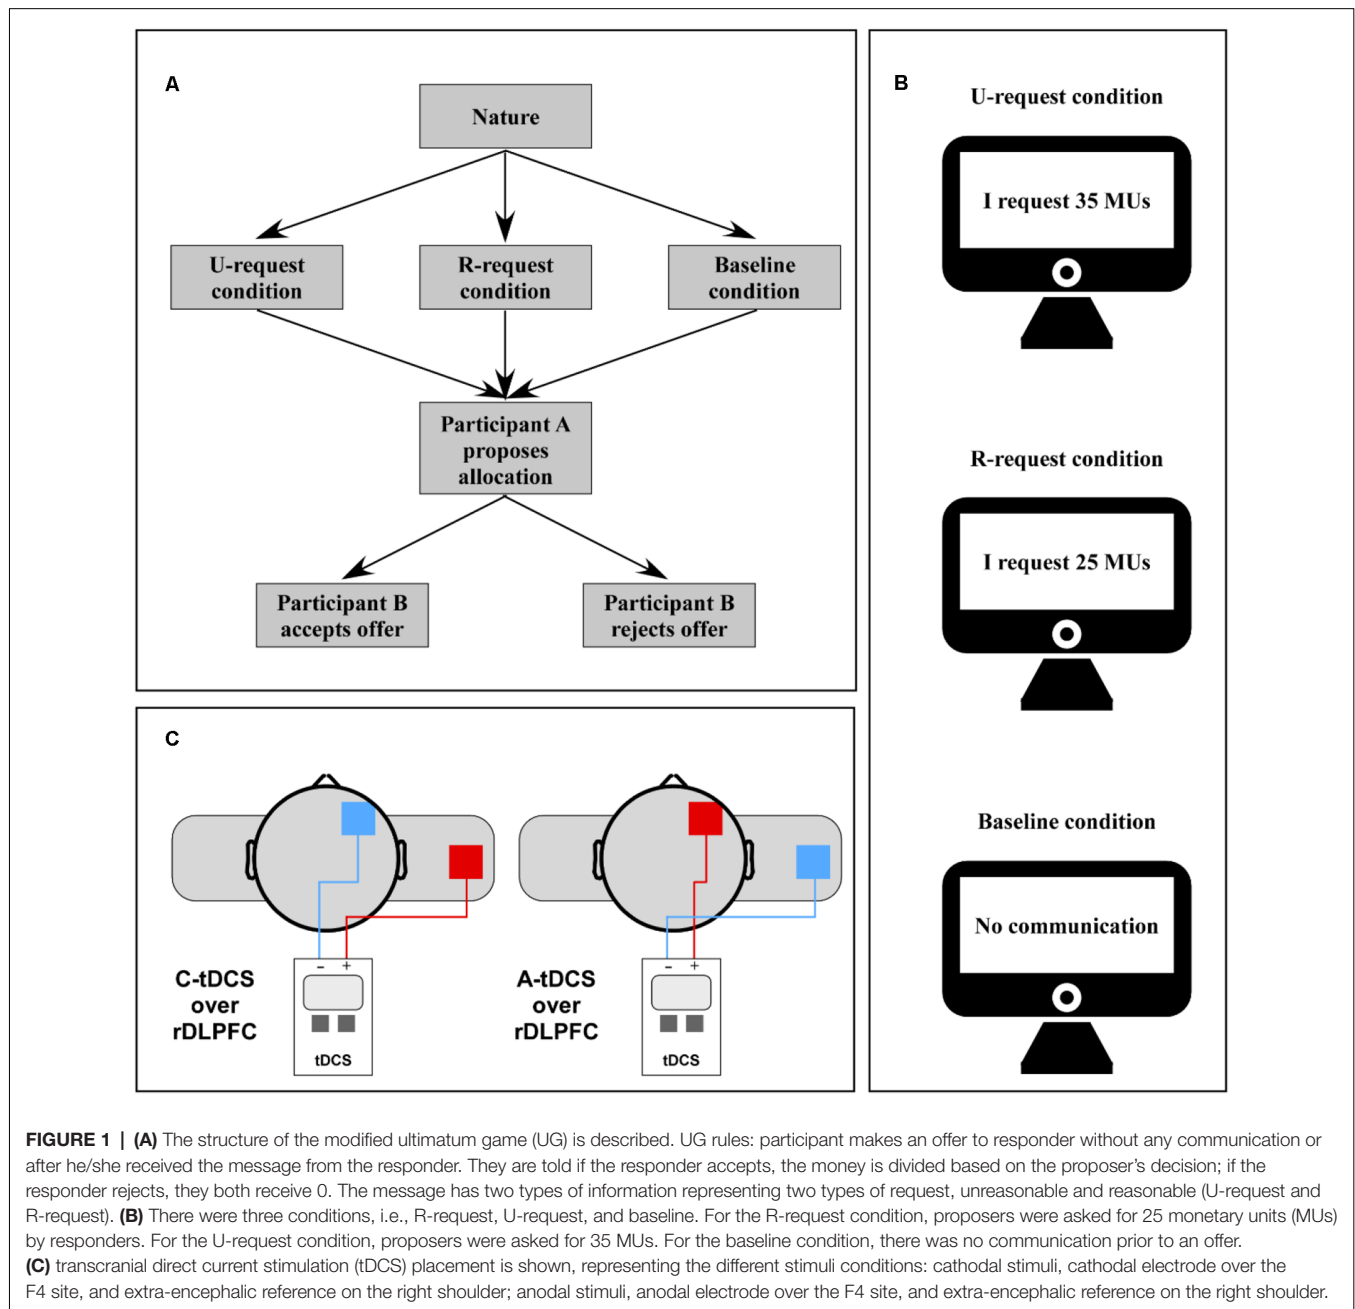 A
Nature
U-request
condition
R-request
condition
Baseline
condition
Participant A
proposes
allocation
Participant B
accepts offer
Participant B
rejects offer
B
U-request condition
I request 35 MUs
R-request condition
I request 25 MUs
Baseline condition
No communication
C
C-tDCS
over
rDLPFC
- +
tDCS
A-tDCS
over
rDLPFC
- +
tDCS
FIGURE 1 | (A) The structure of the modified ultimatum game (UG) is described. UG rules: participant makes an offer to responder without any communication or
after he/she received the message from the responder. They are told if the responder accepts, the money is divided based on the proposer's decision; if the
responder rejects, they both receive 0. The message has two types of information representing two types of request, unreasonable and reasonable (U-request and
R-request). (B) There were three conditions, i.e., R-request, U-request, and baseline. For the R-request condition, proposers were asked for 25 monetary units (MUs)
by responders. For the U-request condition, proposers were asked for 35 MUs. For the baseline condition, there was no communication prior to an offer.
(C) transcranial direct current stimulation (tDCS) placement is shown, representing the different stimuli conditions: cathodal stimuli, cathodal electrode over the
F4 site, and extra-encephalic reference on the right shoulder; anodal stimuli, anodal electrode over the F4 site, and extra-encephalic reference on the right shoulder.